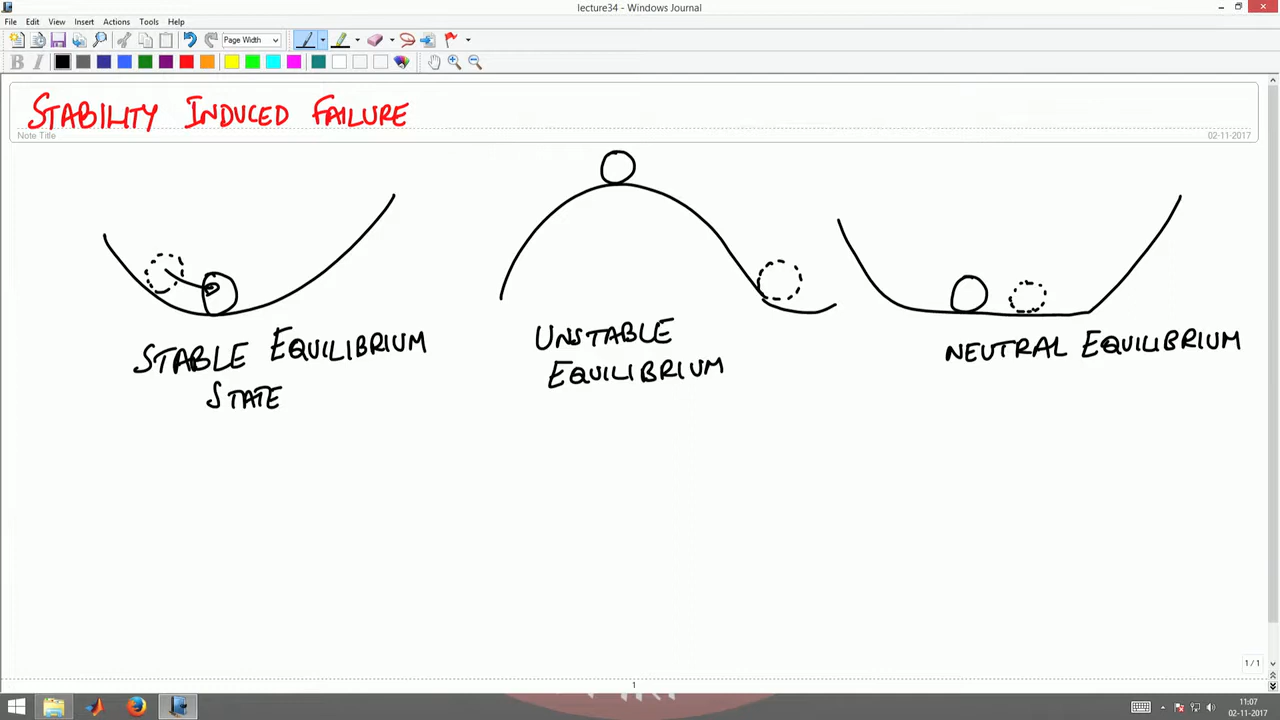 lecture34 - Windows Journal
File Edit View Insert Actions Tools Help
Page Width
B I
STABILITY INDUCED FAILURE
Note Title
02-11-2017
STABLE EQUILIBRIUM
STATE
UNSTABLE
EQUILIBRIUM
NEUTRAL EQUILIBRIUM
1/1
1
11:07
02-11-2017